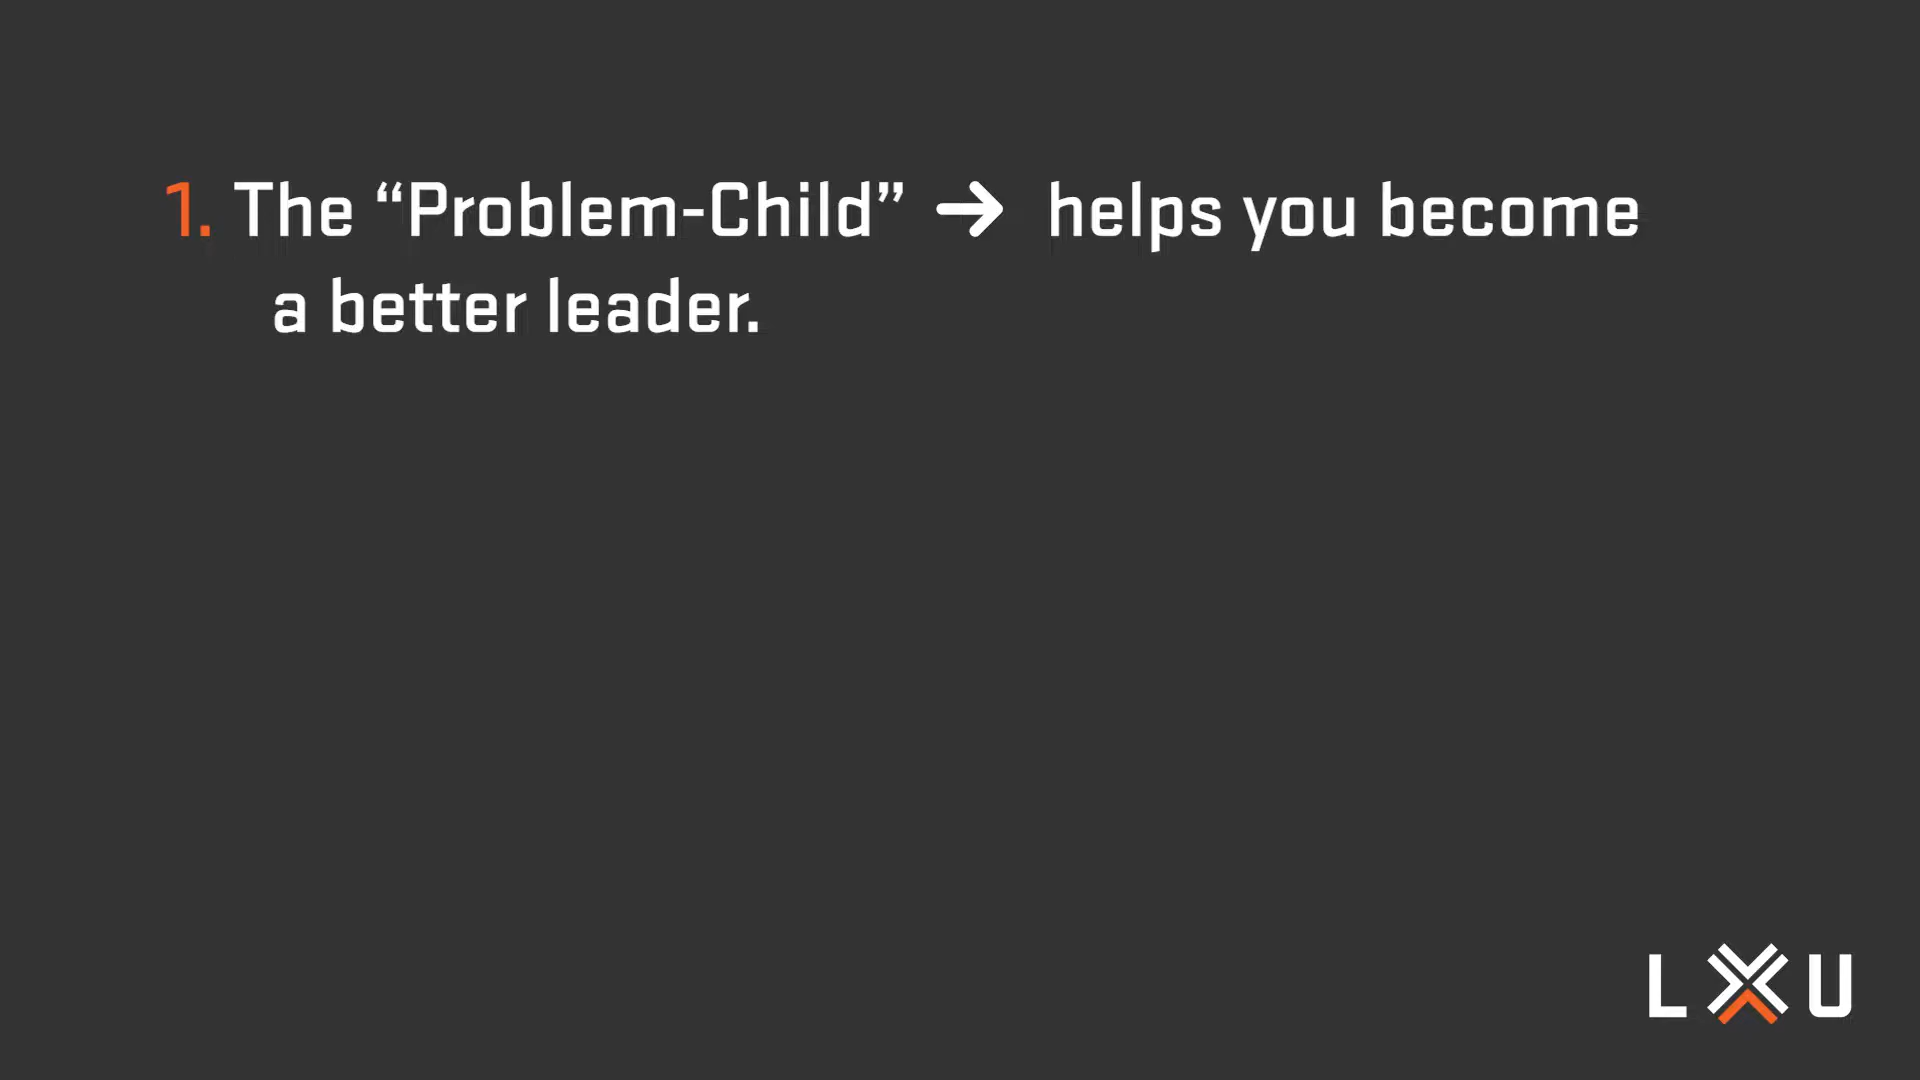 1. The “Problem-Child” → helps you become
a better leader.
LXU